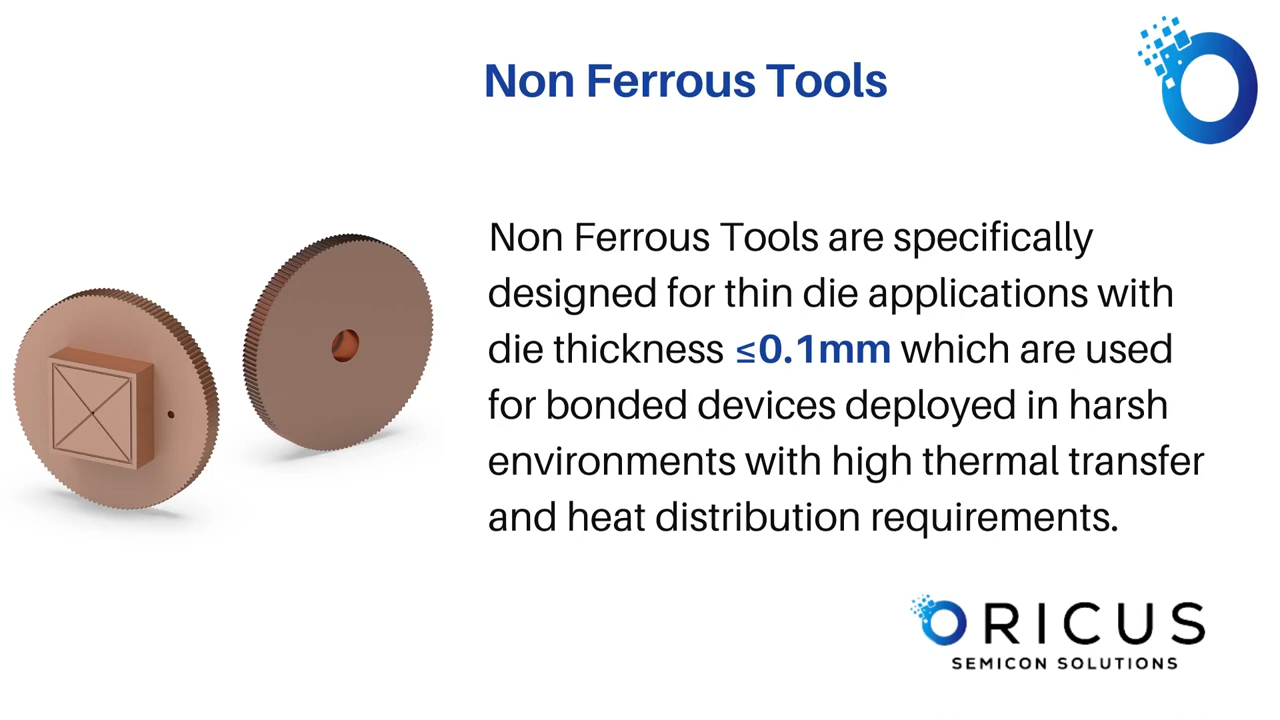 Non Ferrous Tools
Non Ferrous Tools are specifically
designed for thin die applications with
die thickness ≤0.1mm which are used
for bonded devices deployed in harsh
environments with high thermal transfer
and heat distribution requirements.
ORICUS
SEMICON SOLUTIONS